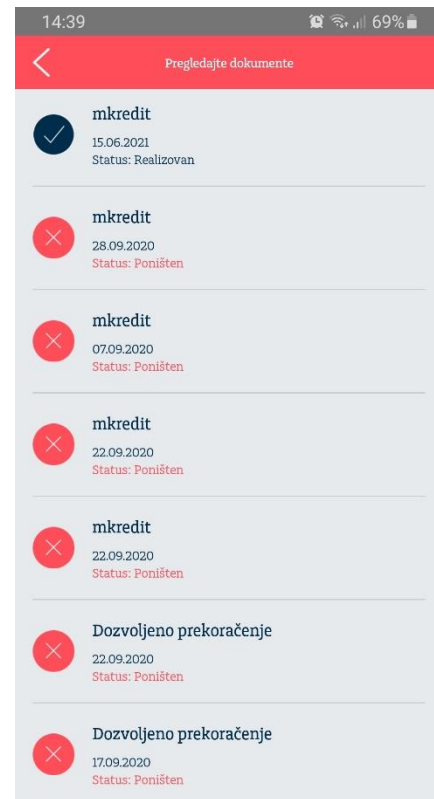 14:39
69%
Pregledajte dokumente
mkredit
15.06.2021
Status: Realizovan
mkredit
28.09.2020
Status: Poništen
mkredit
07.09.2020
Status: Poništen
mkredit
22.09.2020
Status: Poništen
mkredit
22.09.2020
Status: Poništen
Dozvoljeno prekoračenje
22.09.2020
Status: Poništen
Dozvoljeno prekoračenje
17.09.2020
Status: Poništen